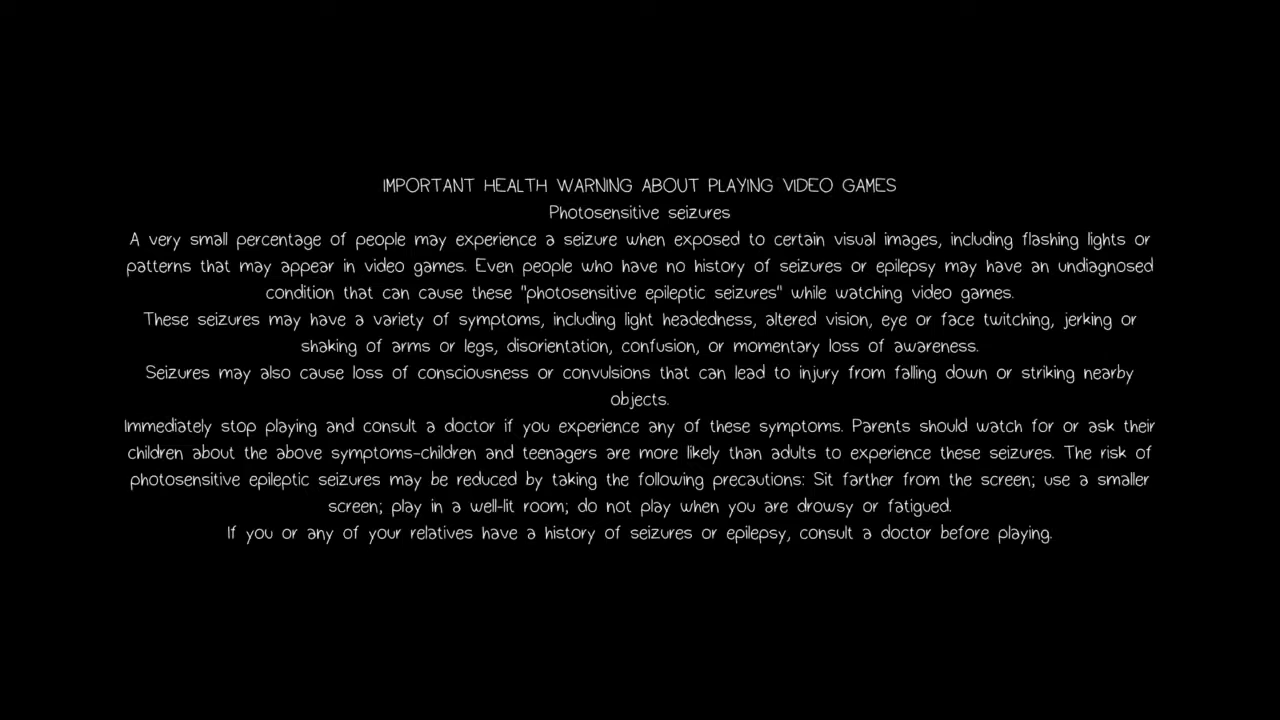 IMPORTANT HEALTH WARNING ABOUT PLAYING VIDEO GAMES
Photosensitive seizures
A very small percentage of people may experience a seizure when exposed to certain visual images, including flashing lights or
patterns that may appear in video games. Even people who have no history of seizures or epilepsy may have an undiagnosed
condition that can cause these "photosensitive epileptic seizures" while watching video games.
These seizures may have a variety of symptoms, including light headedness, altered vision, eye or face twitching, jerking or
shaking of arms or legs, disorientation, confusion, or momentary loss of awareness.
Seizures may also cause loss of consciousness or convulsions that can lead to injury from falling down or striking nearby
objects.
Immediately stop playing and consult a doctor if you experience any of these symptoms. Parents should watch for or ask their
children about the above symptoms-children and teenagers are more likely than adults to experience these seizures. The risk of
photosensitive epileptic seizures may be reduced by taking the following precautions: Sit farther from the screen; use a smaller
screen; play in a well-lit room; do not play when you are drowsy or fatigued.
If you or any of your relatives have a history of seizures or epilepsy, consult a doctor before playing.